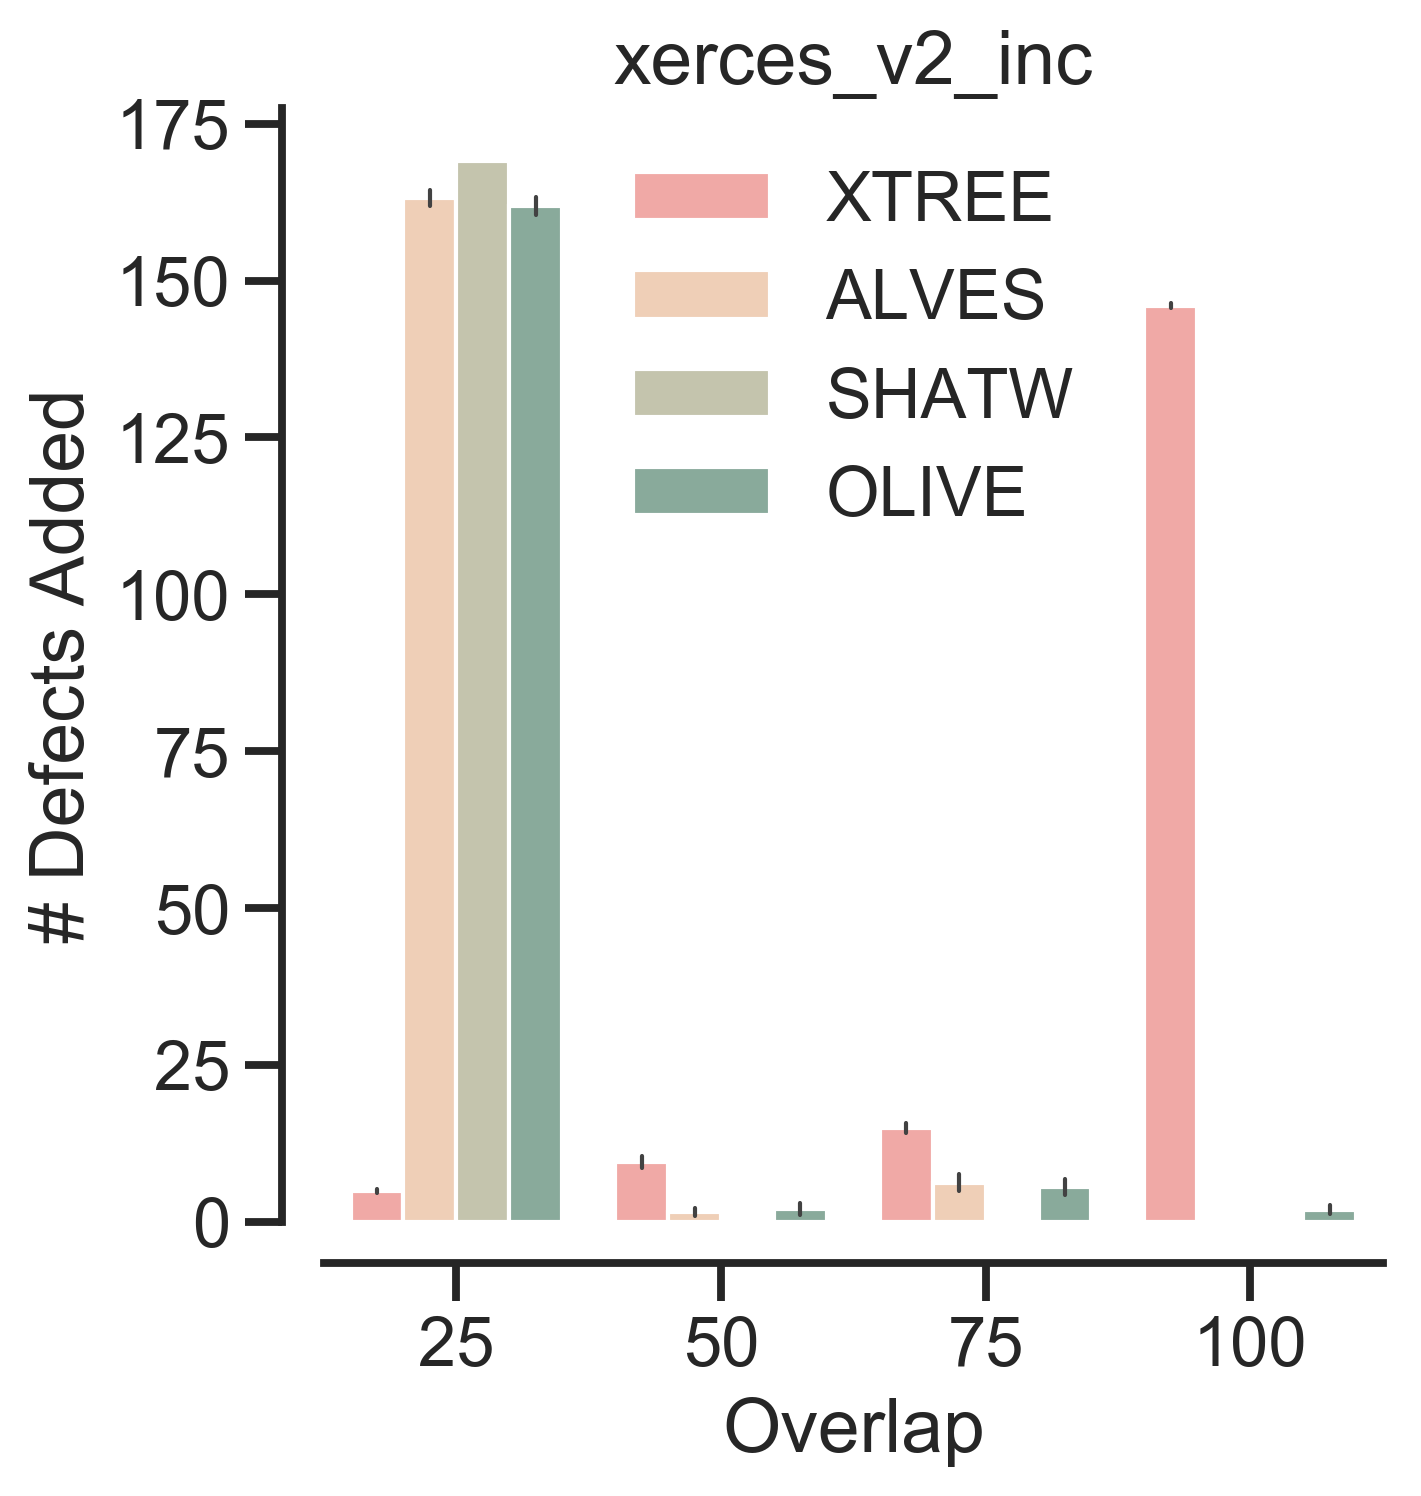 xerces_v2_inc
XTREE
ALVES
SHATW
OLIVE
# Defects Added
175
150
125
100
75
50
25
0
25 50 75 100
Overlap